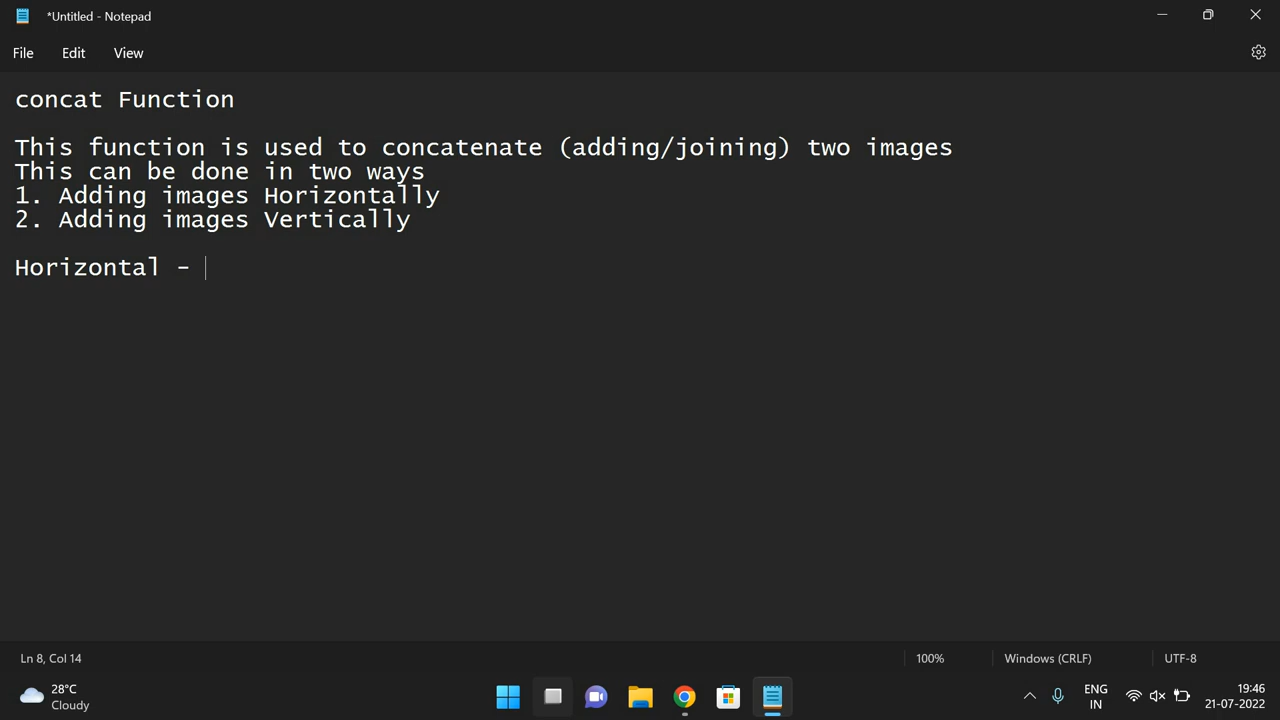 *Untitled - Notepad
File Edit View
concat Function
This function is used to concatenate (adding/joining) two images
This can be done in two ways
1. Adding images Horizontally
2. Adding images Vertically
Horizontal -
Ln 8, Col 14
100%
Windows (CRLF)
UTF-8
28°C
Cloudy
ENG
IN
19:46
21-07-2022